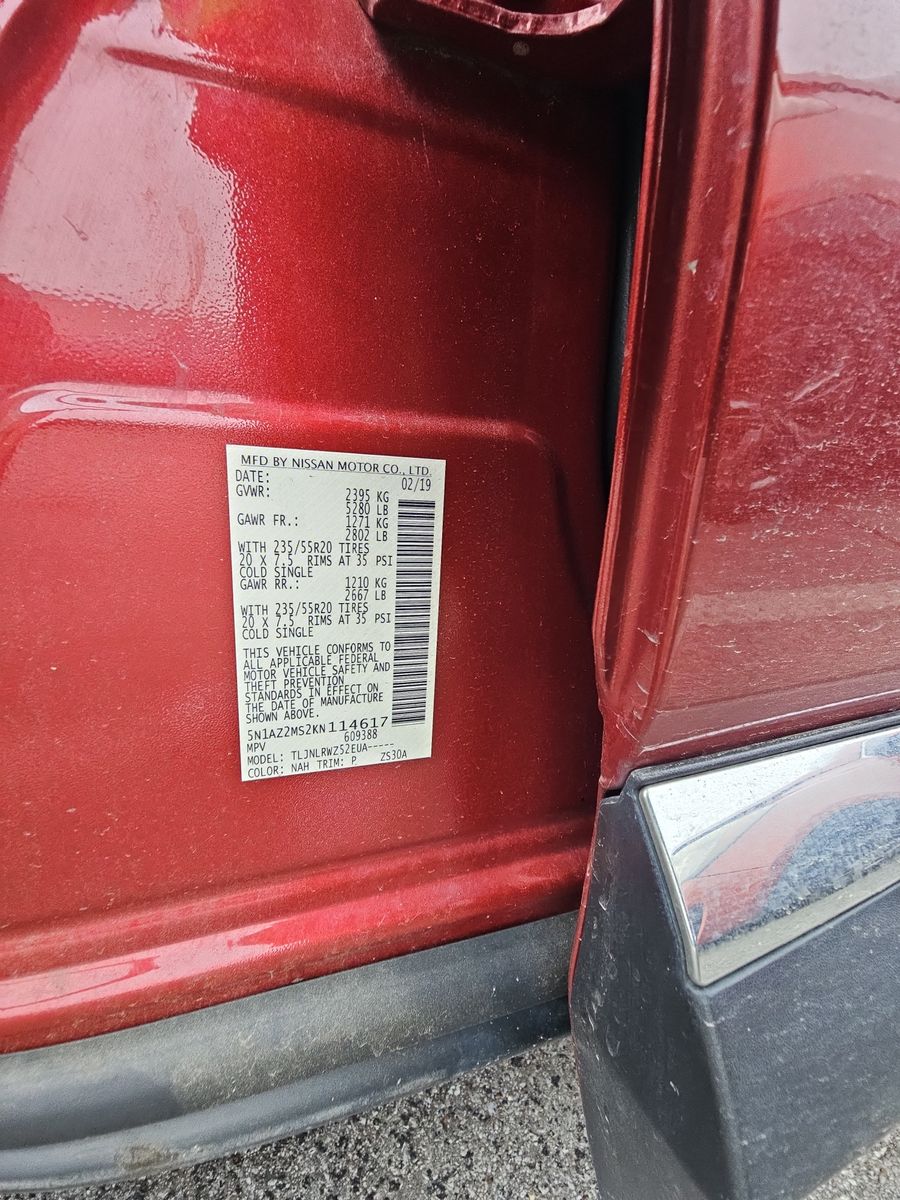 MFD BY NISSAN MOTOR CO., LTD.
DATE: 02/19
GVWR: 2395 KG
5280 LB
GAWR FR.: 1271 KG
2802 LB
WITH 235/55R20 TIRES
20 X 7.5 RIMS AT 35 PSI
COLD SINGLE
GAWR RR.: 1210 KG
2667 LB
WITH 235/55R20 TIRES
20 X 7.5 RIMS AT 35 PSI
COLD SINGLE
THIS VEHICLE CONFORMS TO
ALL APPLICABLE FEDERAL
MOTOR VEHICLE SAFETY AND
THEFT PREVENTION
STANDARDS IN EFFECT ON
THE DATE OF MANUFACTURE
SHOWN ABOVE.
5N1AZ2MS2KN114617
MPV 609388
MODEL: TLJNLRWZ52EUA-----
COLOR: NAH TRIM: P ZS30A